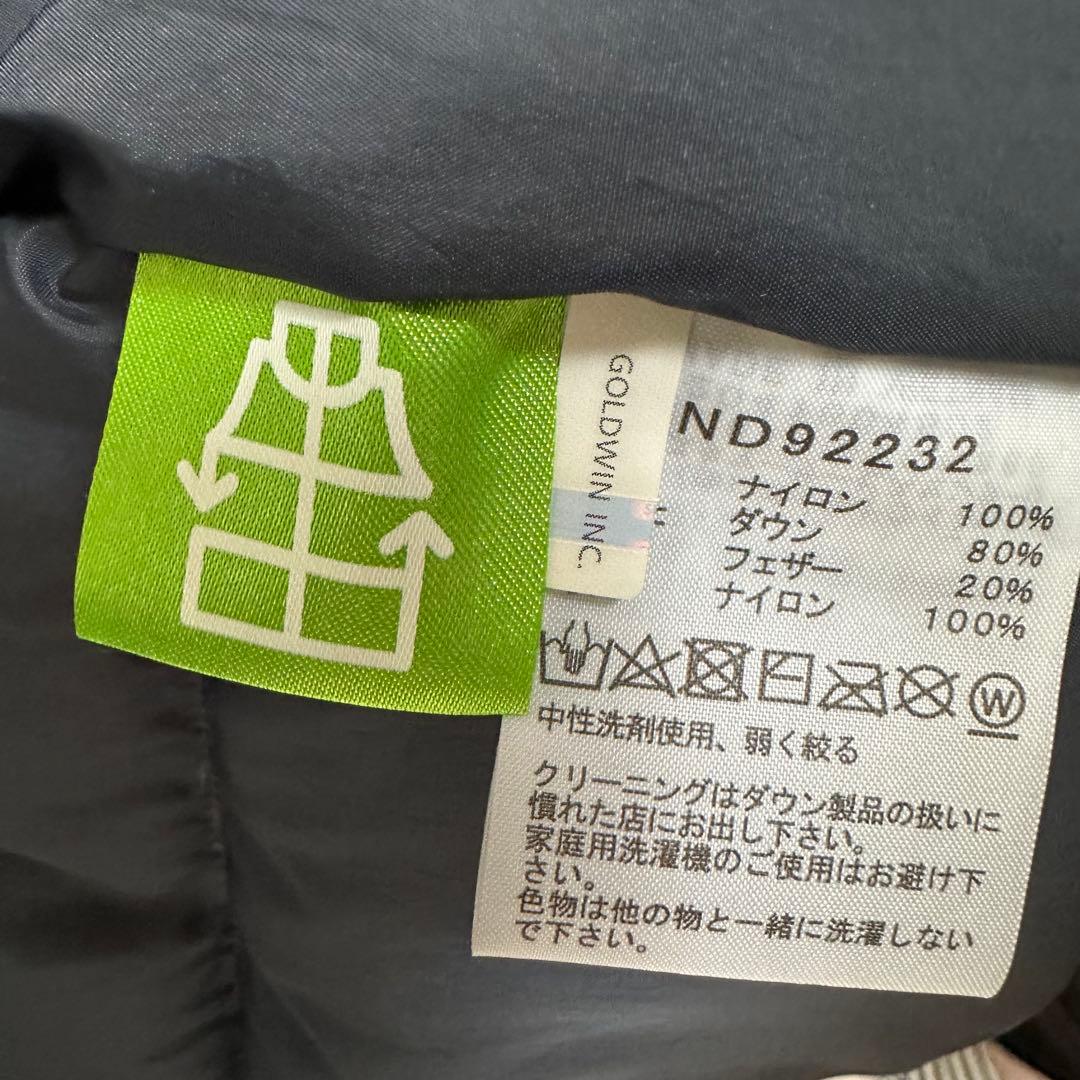 GOLDWIN INC.
ND92232
ナイロン 100%
ダウン 80%
フェザー 20%
ナイロン 100%
W
中性洗剤使用、弱く絞る
クリーニングはダウン製品の扱いに
慣れた店にお出し下さい。
家庭用洗濯機のご使用はお避け下
さい。
色物は他の物と一緒に洗濯しない
で下さい。